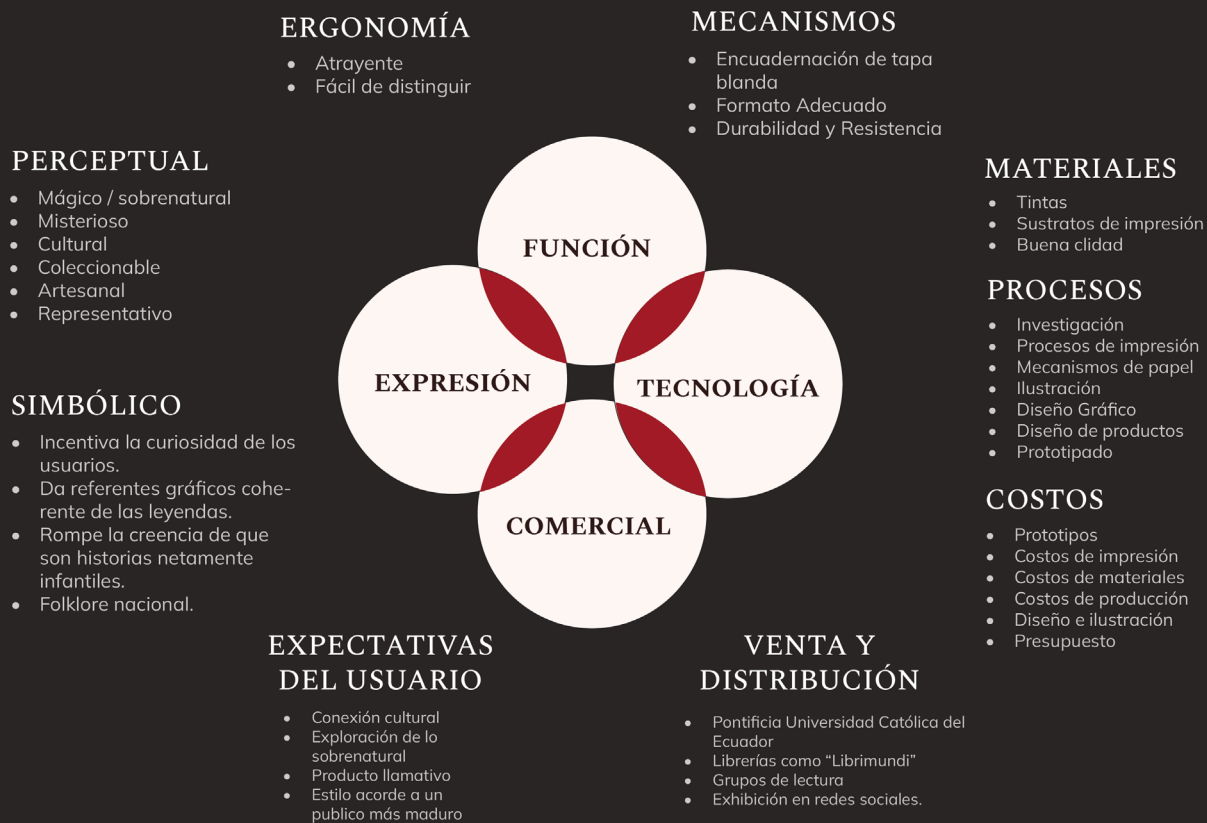 ERGONOMÍA
• Atrayente
• Fácil de distinguir
MECANISMOS
• Encuadernación de tapa
blanda
• Formato Adecuado
• Durabilidad y Resistencia
PERCEPTUAL
• Mágico / sobrenatural
• Misterioso
• Cultural
• Coleccionable
• Artesanal
• Representativo
MATERIALES
• Tintas
• Sustratos de impresión
• Buena clidad
FUNCIÓN
EXPRESIÓN
TECNOLOGÍA
COMERCIAL
PROCESOS
• Investigación
• Procesos de impresión
• Mecanismos de papel
• Ilustración
• Diseño Gráfico
• Diseño de productos
• Prototipado
SIMBÓLICO
• Incentiva la curiosidad de los
usuarios.
• Da referentes gráficos cohe-
rente de las leyendas.
• Rompe la creencia de que
son historias netamente
infantiles.
• Folklore nacional.
COSTOS
• Prototipos
• Costos de impresión
• Costos de materiales
• Costos de producción
• Diseño e ilustración
• Presupuesto
EXPECTATIVAS
DEL USUARIO
• Conexión cultural
• Exploración de lo
sobrenatural
• Producto llamativo
• Estilo acorde a un
publico más maduro
VENTA Y
DISTRIBUCIÓN
• Pontificia Universidad Católica del
Ecuador
• Librerías como “Librimundi”
• Grupos de lectura
• Exhibición en redes sociales.